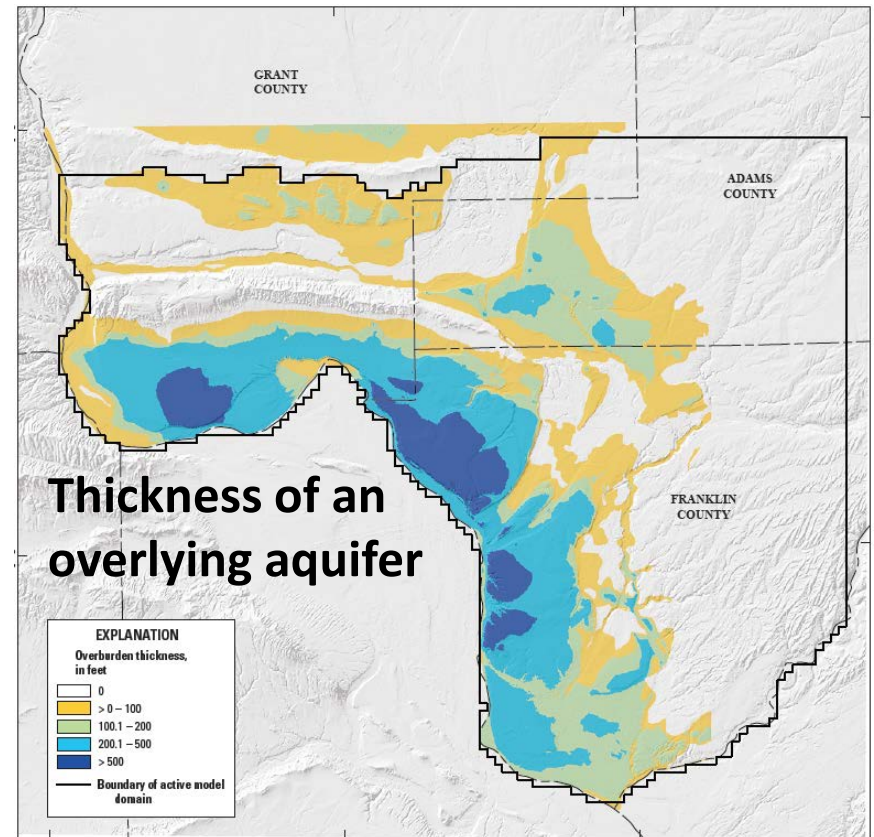 GRANT
COUNTY
ADAMS
COUNTY
Thickness of an
overlying aquifer
FRANKLIN
COUNTY
EXPLANATION
Overburden thickness,
in feet
0
> 0 – 100
100.1 – 200
200.1 – 500
> 500
Boundary of active model
domain